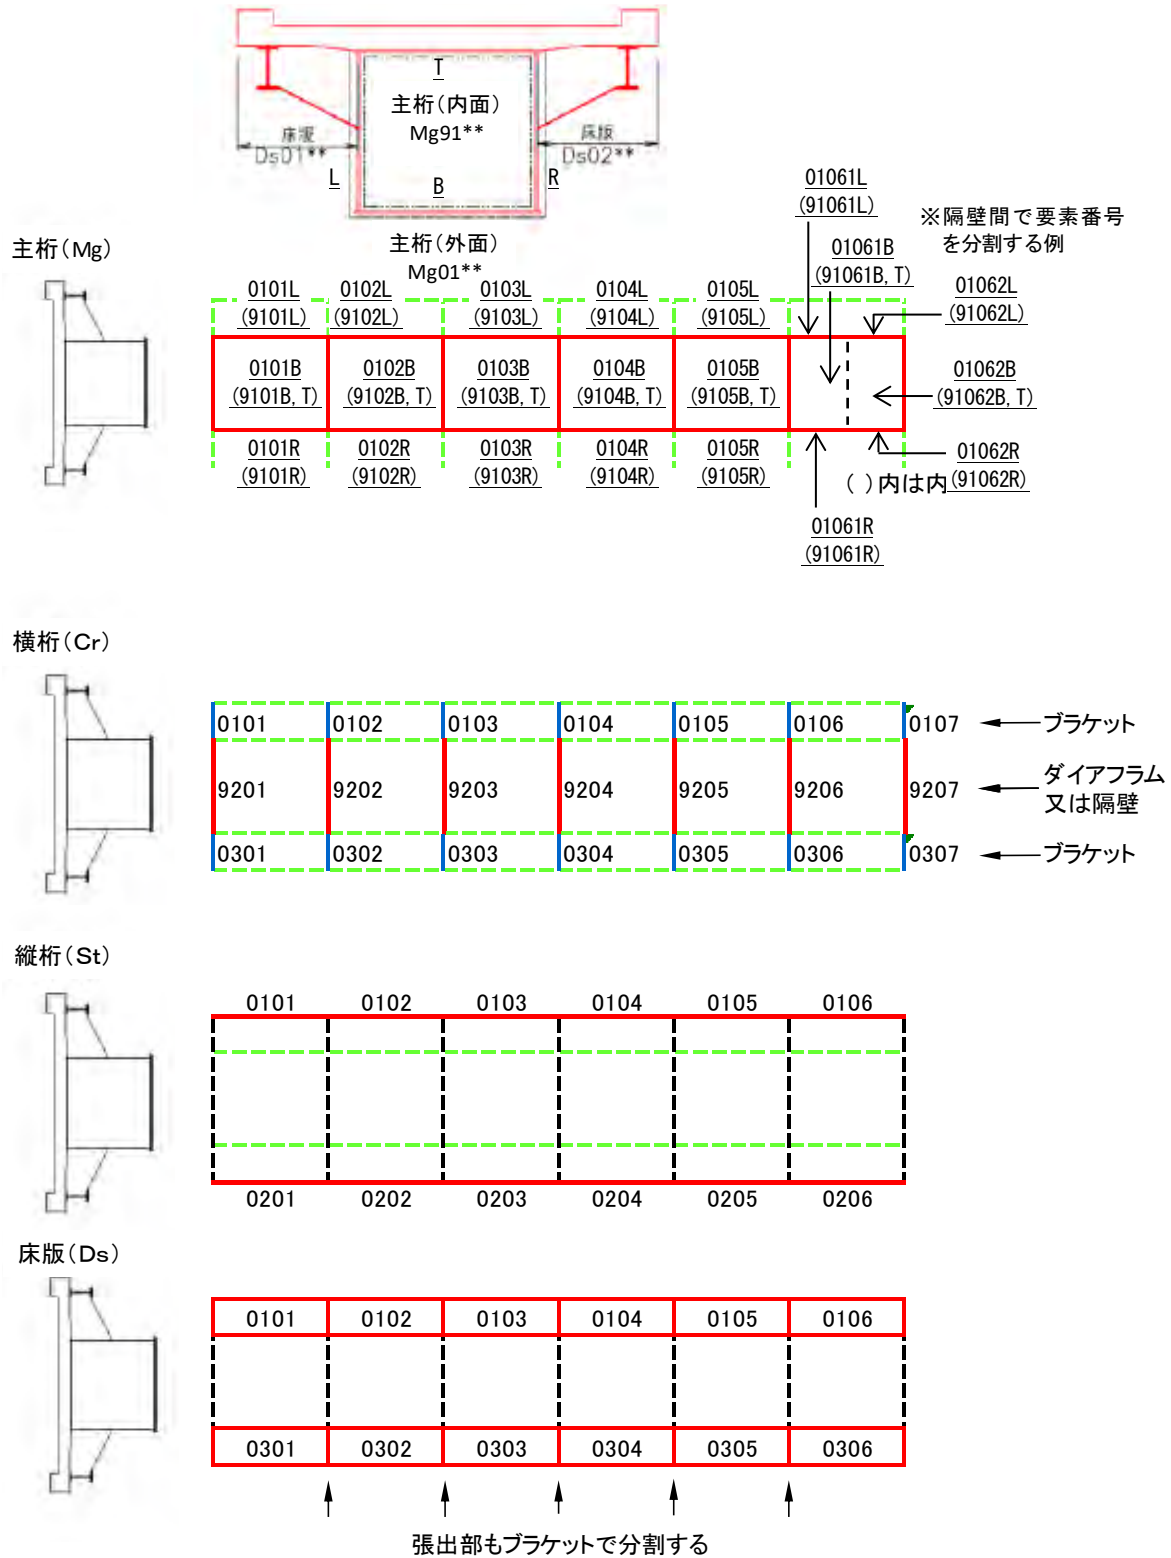 T
主桁(内面)
Mg91**
床版
Ds01**
床版
Ds02**
L
B
R
主桁(外面)
Mg01**
主桁(Mg)
01061L
(91061L)
※隔壁間で要素番号
を分割する例
01061B
(91061B, T)
01062L
(91062L)
0101L
(9101L)
0102L
(9102L)
0103L
(9103L)
0104L
(9104L)
0105L
(9105L)
0101B
(9101B, T)
0102B
(9102B, T)
0103B
(9103B, T)
0104B
(9104B, T)
0105B
(9105B, T)
01062B
(91062B, T)
0101R
(9101R)
0102R
(9102R)
0103R
(9103R)
0104R
(9104R)
0105R
(9105R)
01062R
(91062R)
( )内は内
01061R
(91061R)
横桁(Cr)
0101 0102 0103 0104 0105 0106 0107 ブラケット
9201 9202 9203 9204 9205 9206 9207 ダイアフラム
又は隔壁
0301 0302 0303 0304 0305 0306 0307 ブラケット
縦桁(St)
0101 0102 0103 0104 0105 0106
0201 0202 0203 0204 0205 0206
床版(Ds)
0101 0102 0103 0104 0105 0106
0301 0302 0303 0304 0305 0306
張出部もブラケットで分割する